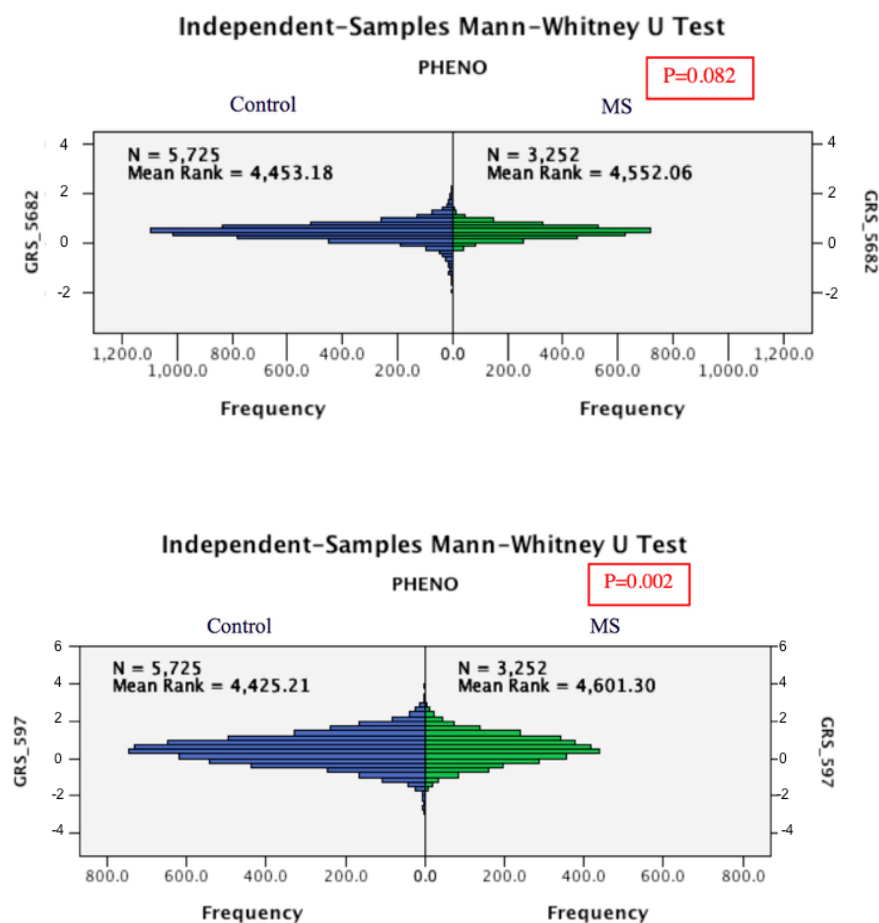 Independent-Samples Mann-Whitney U Test
PHENO
P=0.082
Control MS
N = 5,725
Mean Rank = 4,453.18
N = 3,252
Mean Rank = 4,552.06
GRS_5682
4
2
0
-2
4
2
0
-2
GRS_5682
1,200.0 800.0 400.0 0.0 400.0 800.0 1,200.0
1,000.0 600.0 200.0 200.0 600.0 1,000.0
Frequency Frequency
Independent-Samples Mann-Whitney U Test
PHENO
P=0.002
Control MS
N = 5,725
Mean Rank = 4,425.21
N = 3,252
Mean Rank = 4,601.30
GRS_597
6
4
2
0
-2
-4
6
4
2
0
-2
-4
GRS_597
800.0 600.0 400.0 200.0 0.0 200.0 400.0 600.0 800.0
Frequency Frequency